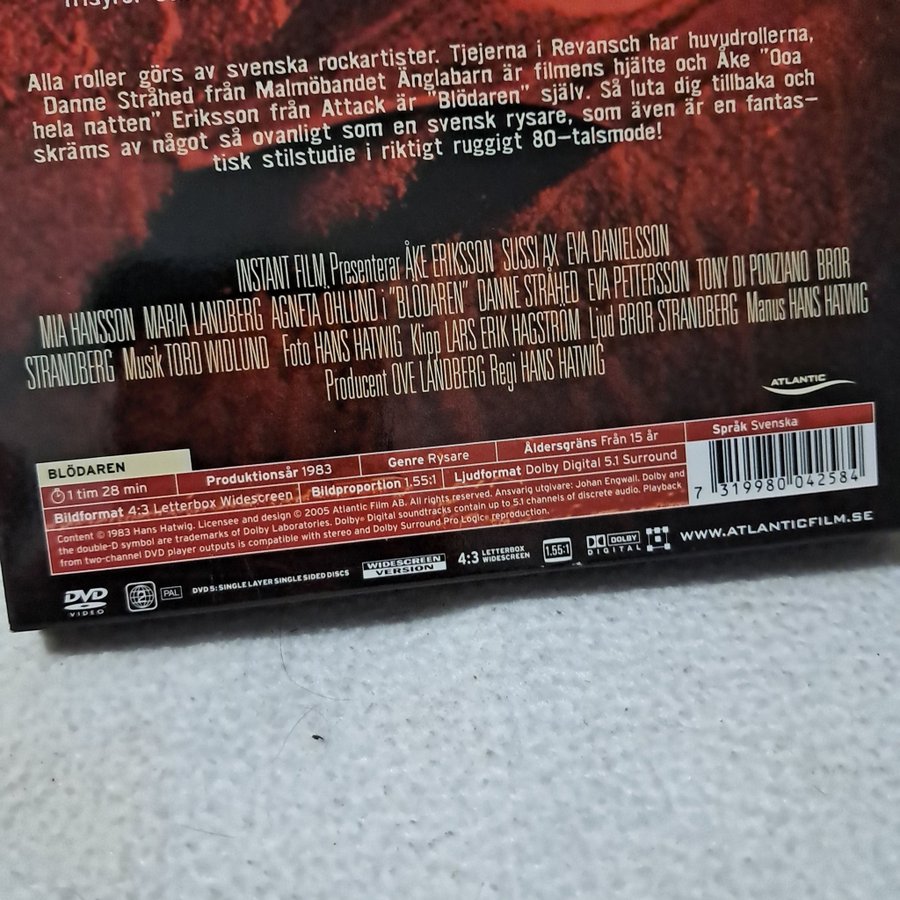 Alla roller görs av svenska rockartister. Tjejerna i Revansch har huvudrollerna,
Danne Stråhed från Malmöbandet Änglabarn är filmens hjälte och Åke "Ooa
hela natten" Eriksson från Attack är "Blödaren" själv. Så luta dig tillbaka och
skräms av något så ovanligt som en svensk rysare, som även är en fantas-
tisk stilstudie i riktigt ruggigt 80-talsmode!
INSTANT FILM Presenterar ÅKE ERIKSSON SUSSI AX EVA DANIELSSON
MIA HANSSON MARIA LANDBERG AGNETA ÖHLUND i "BLÖDAREN" DANNE STRÅHED EVA PETTERSSON TONY DI PONZIANO BROR
STRANDBERG Musik TORD WIDLUND Foto HANS HATWIG Klipp LARS ERIK HAGSTRÖM Ljud BROR STRANDBERG Manus HANS HATWIG
Producent OVE LANDBERG Regi HANS HATWIG
ATLANTIC
BLÖDAREN
1 tim 28 min Produktionsår 1983 Genre Rysare Åldersgräns Från 15 år Språk Svenska
Bildformat 4:3 Letterbox Widescreen Bildproportion 1,55:1 Ljudformat Dolby Digital 5.1 Surround
Content © 1983 Hans Hatwig. Licensee and design © 2005 Atlantic Film AB. All rights reserved. Ansvarig utgivare: Johan Engwall. Dolby and
the double-D symbol are trademarks of Dolby Laboratories. Dolby® Digital soundtracks contain up to 5.1 channels of discrete audio. Playback
from two-channel DVD player outputs is compatible with stereo and Dolby Surround Pro Logic® reproduction.
7 319980 042584
WWW.ATLANTICFILM.SE
DVD VIDEO 2 PAL DVD 5: SINGLE LAYER SINGLE SIDED DISCS WIDESCREEN VERSION 4:3 LETTERBOX WIDESCREEN 1.55:1 DOLBY DIGITAL